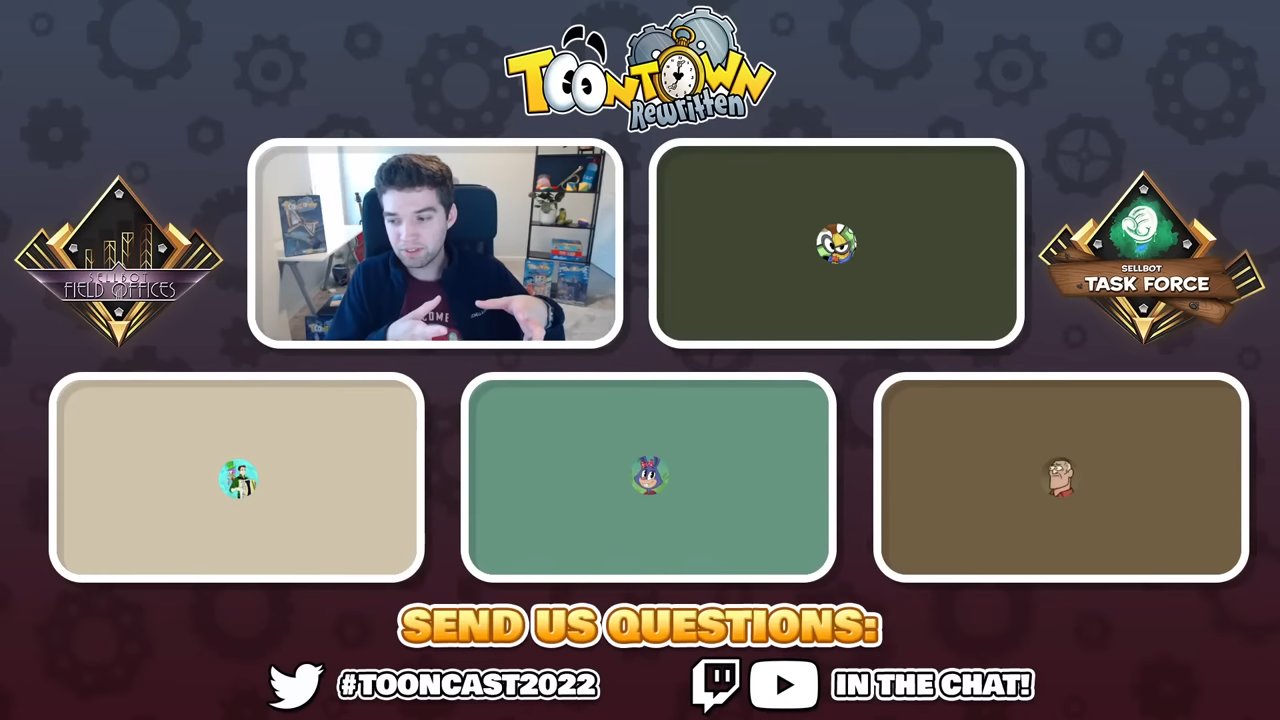 TOONTOWN
Rewritten
SELLBOT
FIELD OFFICES
SELLBOT
TASK FORCE
SEND US QUESTIONS:
#TOONCAST2022
IN THE CHAT!